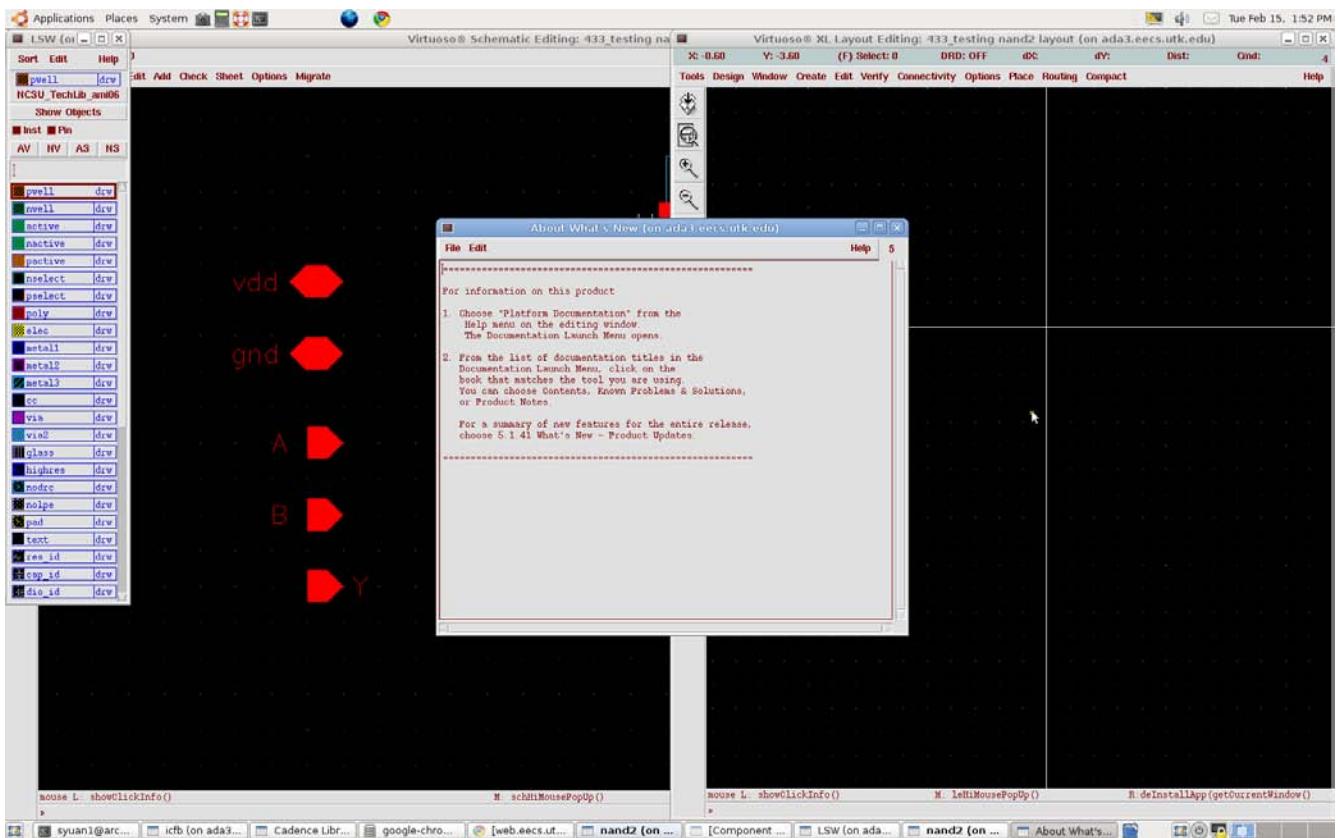 Applications Places System
Tue Feb 15, 1:52 PM
LSW (on
Virtuoso® Schematic Editing: 433_testing na
Virtuoso® XL Layout Editing: 433_testing nand2 layout (on ada3.eecs.utk.edu)
Sort Edit Help
X: -0.60 Y: -3.60 (F) Select: 0 DRD: OFF dX: dY: Dist: Cmd: 4
pwell drw
dit Add Check Sheet Options Migrate
Tools Design Window Create Edit Verify Connectivity Options Place Routing Compact Help
NCSU_TechLib_ami06
Show Objects
Inst Pin
AV NV AS NS
pwell drw
nwell drw
active drw
nactive drw
pactive drw
nselect drw
pselect drw
poly drw
elec drw
metal1 drw
metal2 drw
metal3 drw
cc drw
via drw
via2 drw
glass drw
highres drw
nodrc drw
nolpe drw
pad drw
text drw
res_id drw
cap_id drw
dio_id drw
vdd
gnd
A
B
Y
About What's New (on ada3.eecs.utk.edu)
File Edit Help 5
For information on this product
1. Choose "Platform Documentation" from the
Help menu on the editing window.
The Documentation Launch Menu opens.
2. From the list of documentation titles in the
Documentation Launch Menu, click on the
book that matches the tool you are using.
You can choose Contents, Known Problems & Solutions,
or Product Notes.
For a summary of new features for the entire release,
choose 5.1.41 What's New - Product Updates.
mouse L: showClickInfo() M: schHiMousePopUp()
>
mouse L: showClickInfo() M: leHiMousePopUp() R:deInstallApp(getCurrentWindow()
>
syuan1@arc... icfb (on ada3... Cadence Libr... google-chro... [web.eecs.ut... nand2 (on ... [Component ... LSW (on ada... nand2 (on ... About What's...